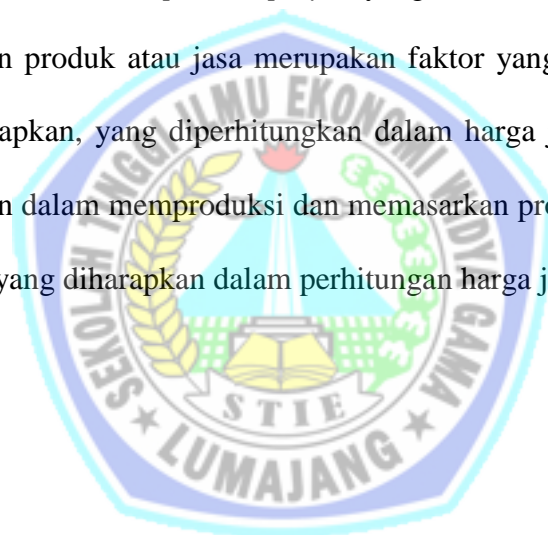 n produk atau jasa merupakan faktor yang
apkan, yang diperhitungkan dalam harga j
n dalam memproduksi dan memasarkan pro
yang diharapkan dalam perhitungan harga j
SEKOLAH TINGGI ILMU EKONOMI WIDYA GAMA
STIE
LUMAJANG